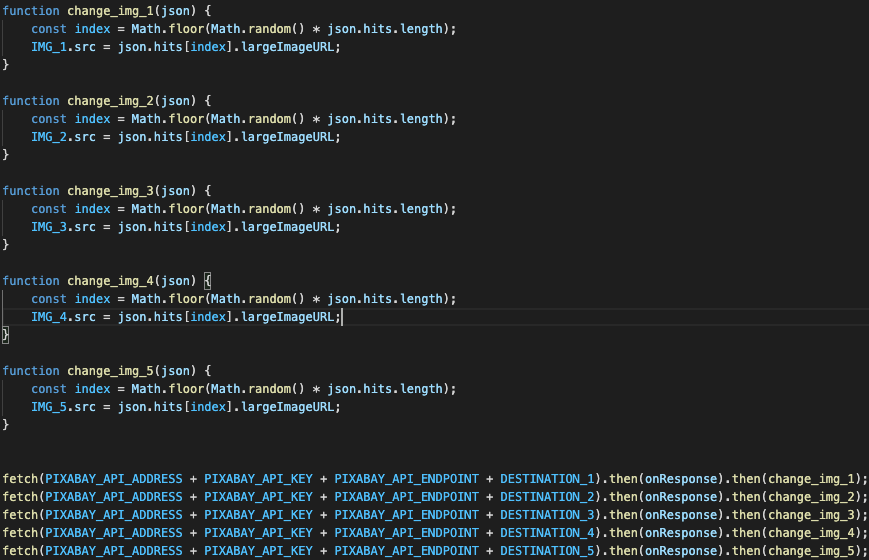 function change_img_1(json) {
    const index = Math.floor(Math.random() * json.hits.length);
    IMG_1.src = json.hits[index].largeImageURL;
}

function change_img_2(json) {
    const index = Math.floor(Math.random() * json.hits.length);
    IMG_2.src = json.hits[index].largeImageURL;
}

function change_img_3(json) {
    const index = Math.floor(Math.random() * json.hits.length);
    IMG_3.src = json.hits[index].largeImageURL;
}

function change_img_4(json) {
    const index = Math.floor(Math.random() * json.hits.length);
    IMG_4.src = json.hits[index].largeImageURL;
}

function change_img_5(json) {
    const index = Math.floor(Math.random() * json.hits.length);
    IMG_5.src = json.hits[index].largeImageURL;
}

fetch(PIXABAY_API_ADDRESS + PIXABAY_API_KEY + PIXABAY_API_ENDPOINT + DESTINATION_1).then(onResponse).then(change_img_1);
fetch(PIXABAY_API_ADDRESS + PIXABAY_API_KEY + PIXABAY_API_ENDPOINT + DESTINATION_2).then(onResponse).then(change_img_2);
fetch(PIXABAY_API_ADDRESS + PIXABAY_API_KEY + PIXABAY_API_ENDPOINT + DESTINATION_3).then(onResponse).then(change_img_3);
fetch(PIXABAY_API_ADDRESS + PIXABAY_API_KEY + PIXABAY_API_ENDPOINT + DESTINATION_4).then(onResponse).then(change_img_4);
fetch(PIXABAY_API_ADDRESS + PIXABAY_API_KEY + PIXABAY_API_ENDPOINT + DESTINATION_5).then(onResponse).then(change_img_5);